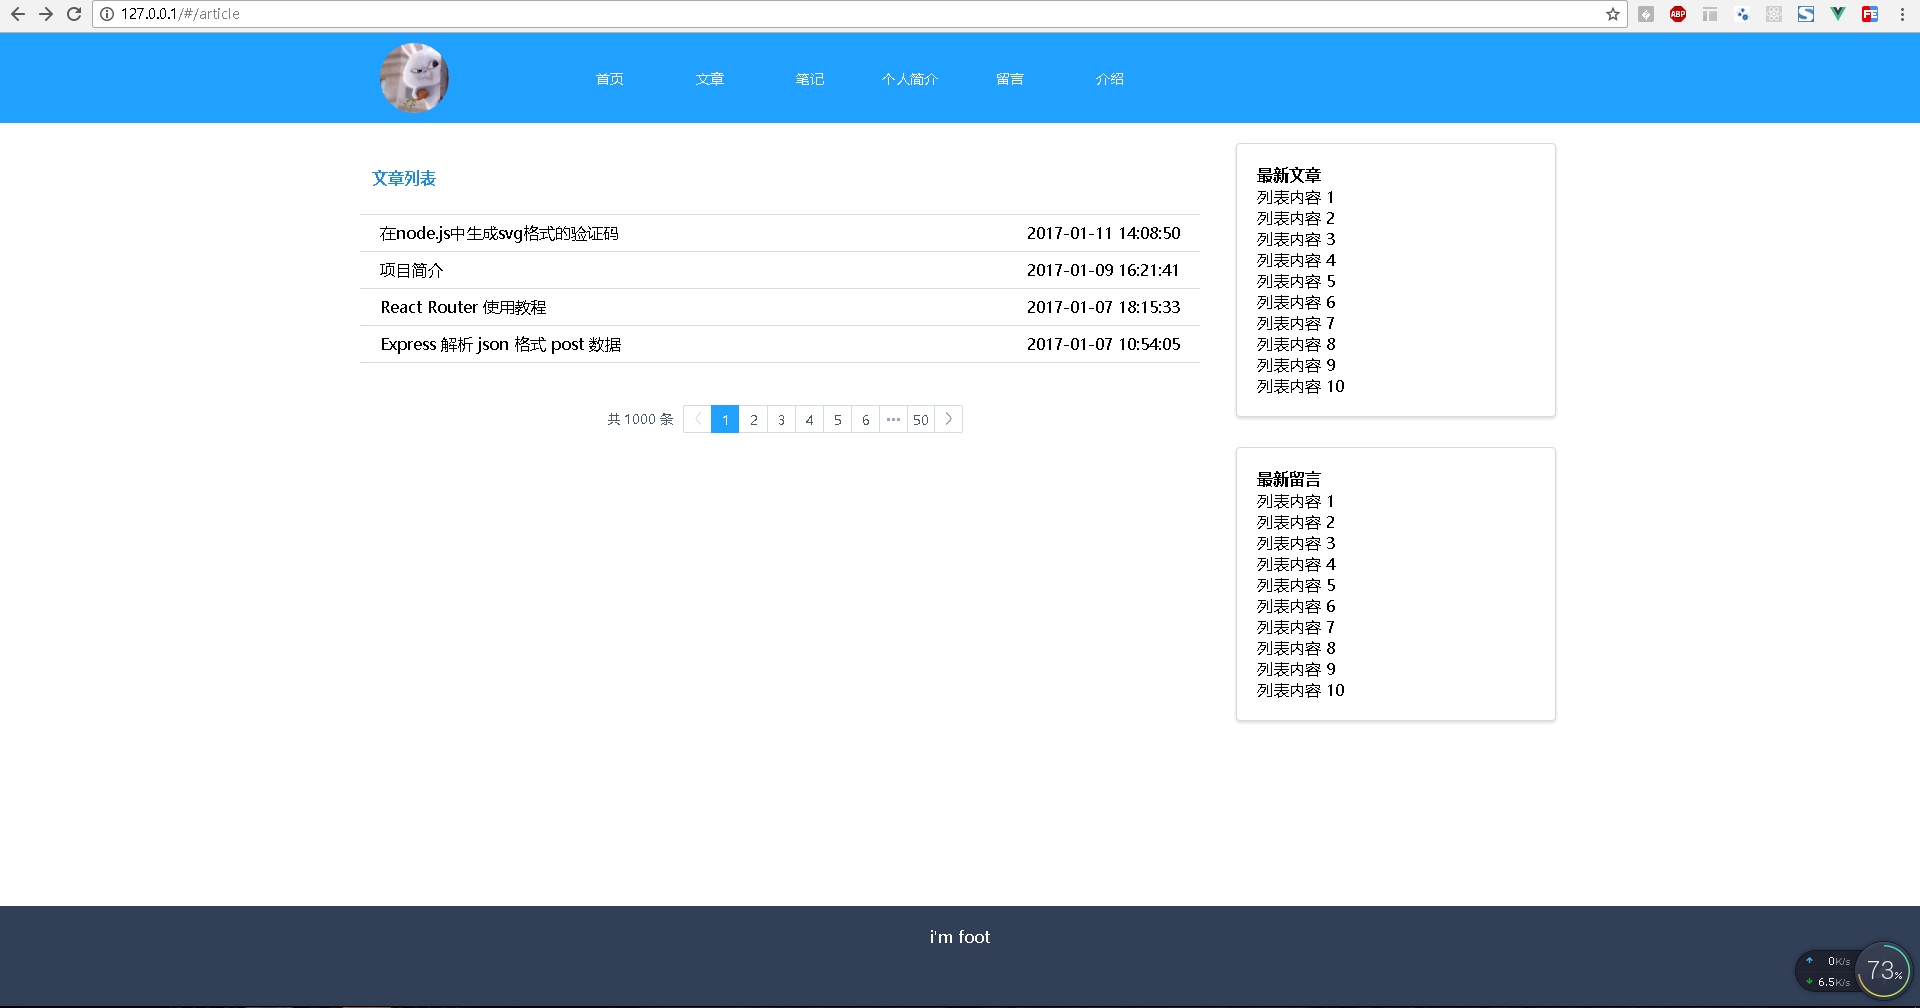 127.0.0.1/#/article
ABP
FE
首页 文章 笔记 个人简介 留言 介绍
文章列表
在node.js中生成svg格式的验证码 2017-01-11 14:08:50
项目简介 2017-01-09 16:21:41
React Router 使用教程 2017-01-07 18:15:33
Express 解析 json 格式 post 数据 2017-01-07 10:54:05
共 1000 条 1 2 3 4 5 6 ••• 50
最新文章
列表内容 1
列表内容 2
列表内容 3
列表内容 4
列表内容 5
列表内容 6
列表内容 7
列表内容 8
列表内容 9
列表内容 10
最新留言
列表内容 1
列表内容 2
列表内容 3
列表内容 4
列表内容 5
列表内容 6
列表内容 7
列表内容 8
列表内容 9
列表内容 10
i'm foot
0K/s
6.5K/s
73%